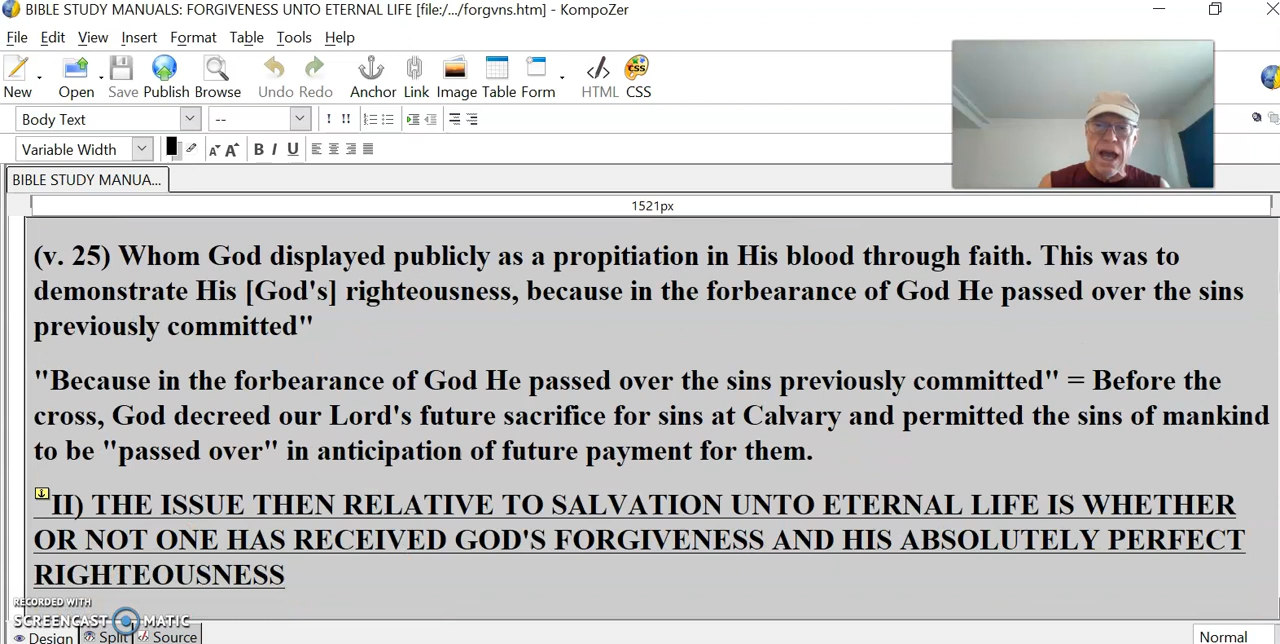 BIBLE STUDY MANUALS: FORGIVENESS UNTO ETERNAL LIFE [file:/.../forgvns.htm] - KompoZer
File Edit View Insert Format Table Tools Help
New Open Save Publish Browse Undo Redo Anchor Link Image Table Form HTML CSS
Body Text -- ! !!
Variable Width A A B I U
BIBLE STUDY MANUA...
1521px
(v. 25) Whom God displayed publicly as a propitiation in His blood through faith. This was to
demonstrate His [God's] righteousness, because in the forbearance of God He passed over the sins
previously committed"
"Because in the forbearance of God He passed over the sins previously committed" = Before the
cross, God decreed our Lord's future sacrifice for sins at Calvary and permitted the sins of mankind
to be "passed over" in anticipation of future payment for them.
II) THE ISSUE THEN RELATIVE TO SALVATION UNTO ETERNAL LIFE IS WHETHER
OR NOT ONE HAS RECEIVED GOD'S FORGIVENESS AND HIS ABSOLUTELY PERFECT
RIGHTEOUSNESS
RECORDED WITH
SCREENCAST MATIC
Design Split Source Normal